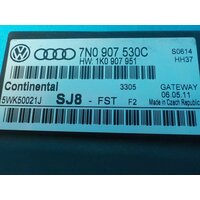 7N0 907 530C
S0614
HW: 1K0 907 951
HH37
Continental
3305
GATEWAY
06.05.11
5WK50021J
SJ8 - FST F2
Made in Czech Republic